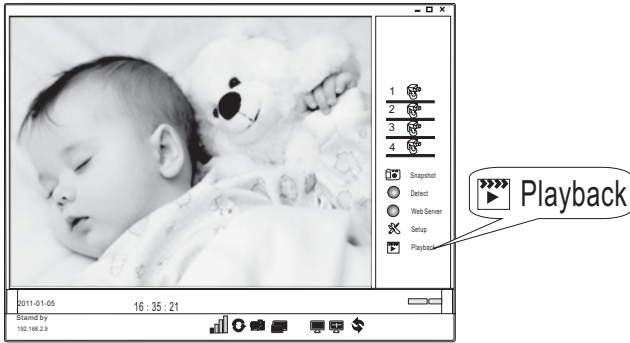 1
2
3
4
Snapshot
Detect
Web Server
Setup
Playback
Playback
2011-01-05
16 : 35 : 21
Stamd by
192.168.2.9